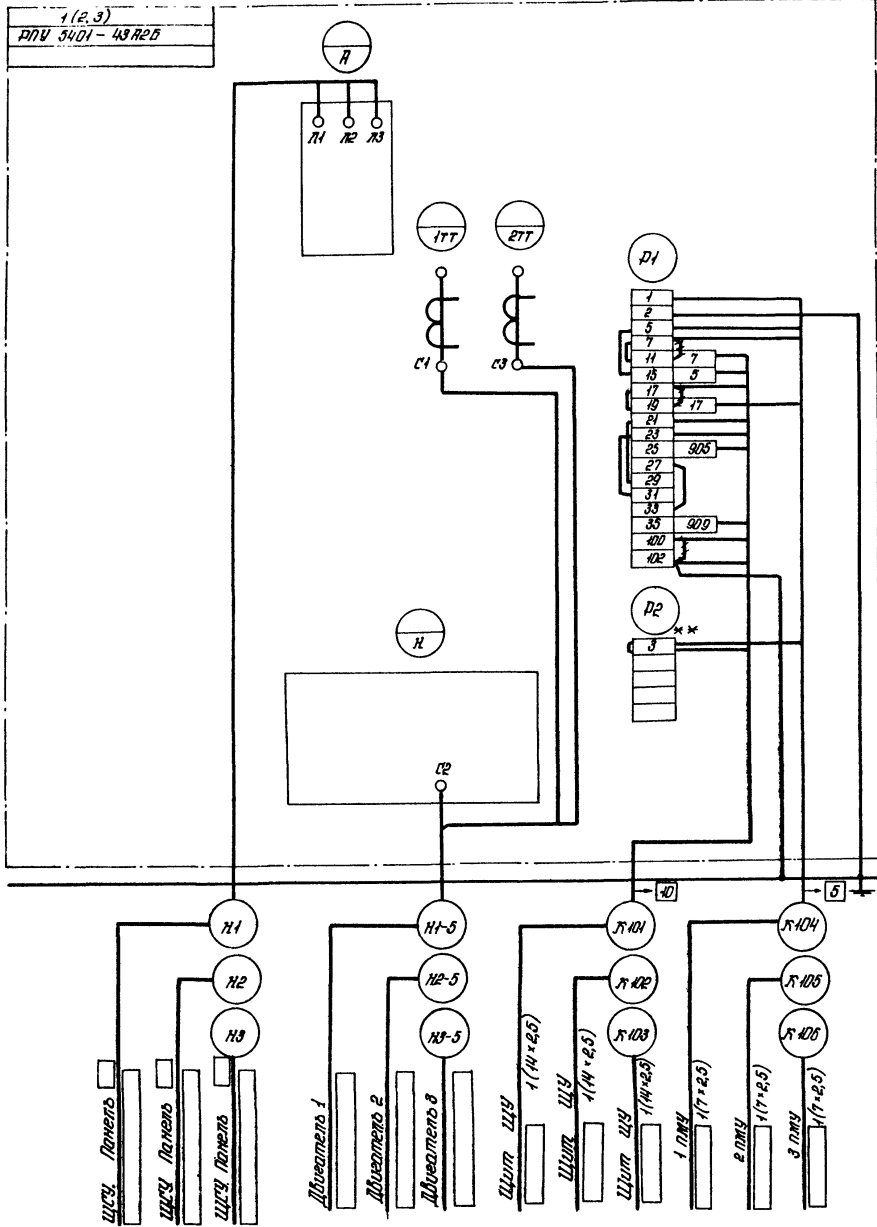 1(2,3)
РПУ 5401-43А2Б
А
Л1 Л2 Л3
1ТТ
2ТТ
С1
С3
Р1
1
2
5
7
11 7
15 5
17
19 17
21
23
25 905
27
29
31
33
35 909
100
102
Р2
**
3
К
С2
10
5
Н1
Н1-5
К101
К104
Н2
Н2-5
К102
К105
Н3
Н3-5
К103
К106
ЩСУ, Панель
ЩСУ Панель
ЩСУ, Панель
Двигатель 1
Двигатель 2
Двигатель 3
Щит ЩУ 1(14×2,5)
Щит ЩУ 1(14×2,5)
Щит ЩУ 1(14×2,5)
1 ПМУ 1(7×2,5)
2 ПМУ 1(7×2,5)
3 ПМУ 1(7×2,5)